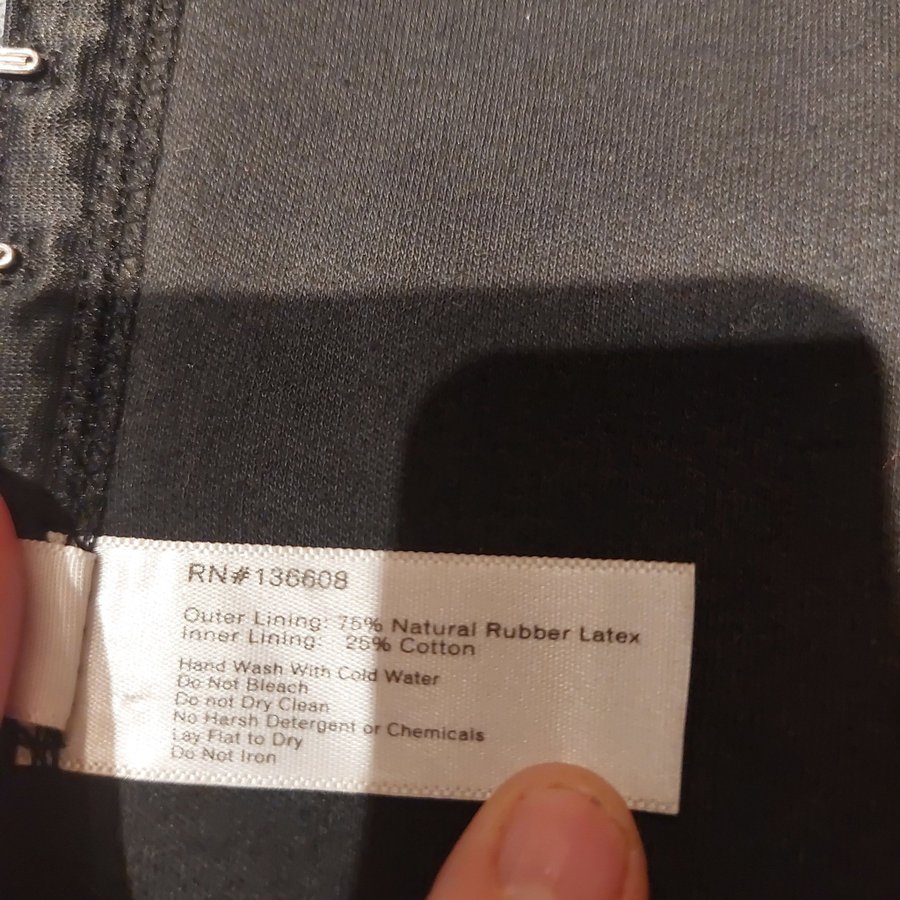 RN#136608
Outer Lining: 75% Natural Rubber Latex
Inner Lining: 25% Cotton
Hand Wash With Cold Water
Do Not Bleach
Do not Dry Clean
No Harsh Detergent or Chemicals
Lay Flat to Dry
Do Not Iron